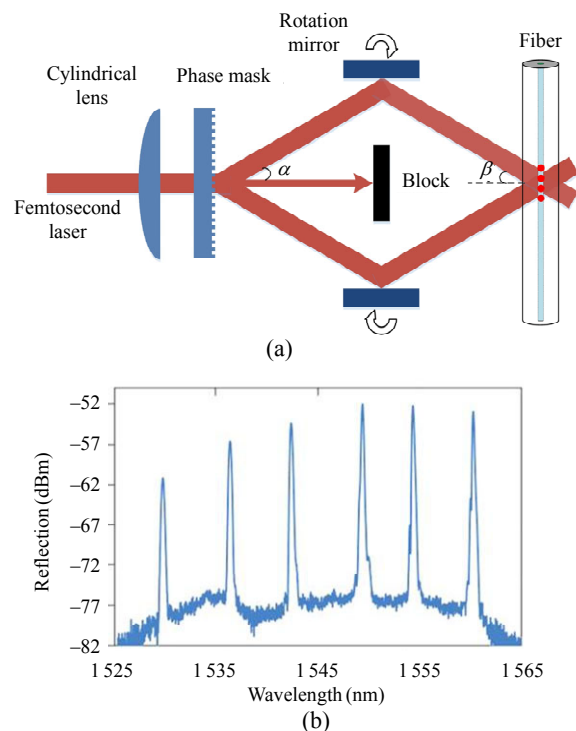 Rotation
mirror
Fiber
Cylindrical
lens
Phase mask
α
β
Block
Femtosecond
laser
(a)
−52
−57
−62
−67
−72
−77
−82
Reflection (dBm)
1 525
1 535
1 545
1 555
1 565
Wavelength (nm)
(b)